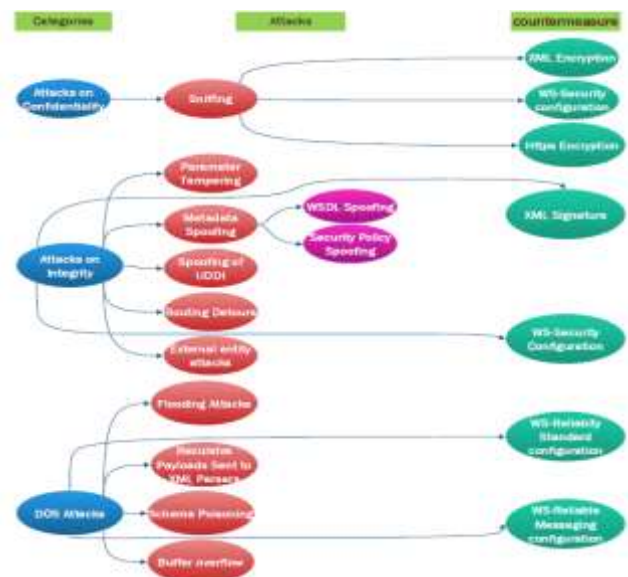 Categories
Attacks
countermeasure
XML Encryption
Attacks on
Confidentiality
Sniffing
WS-Security
configuration
Https Encryption
Parameter
Tempering
Metadata
Spoofing
WSDL Spoofing
Security Policy
Spoofing
XML Signature
Attacks on
Integrity
Spoofing of
UDDI
Routing Detours
External entity
attacks
WS-Security
Configuration
Flooding Attacks
WS-Reliabity
Standard
configuration
Recursive
Payloads Sent to
XML Parsers
DOS Attacks
Schema Poisoning
WS-Reliable
Messaging
configuration
Buffer overflow